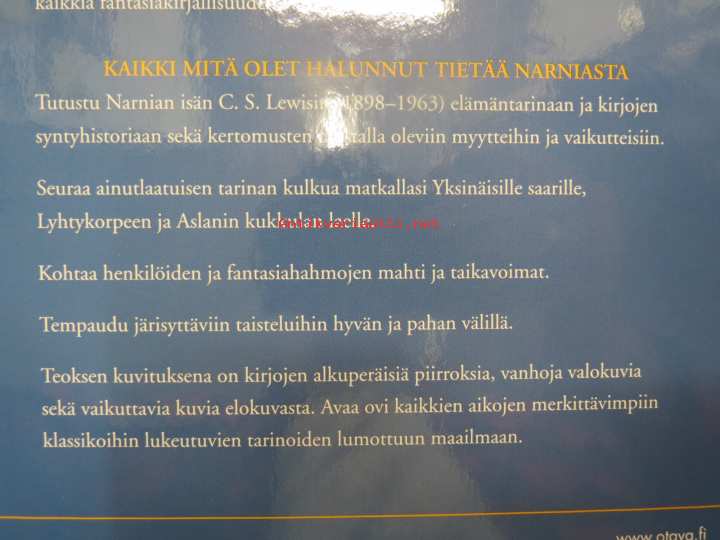 kaikkia fantasiakirjallisuude
KAIKKI MITÄ OLET HALUNNUT TIETÄÄ NARNIASTA
Tutustu Narnian isän C. S. Lewisin (1898–1963) elämäntarinaan ja kirjojen
syntyhistoriaan sekä kertomusten taustalla oleviin myytteihin ja vaikutteisiin.
Seuraa ainutlaatuisen tarinan kulkua matkallasi Yksinäisille saarille,
Lyhtykorpeen ja Aslanin kukkulan laelle.
Kohtaa henkilöiden ja fantasiahahmojen mahti ja taikavoimat.
Tempaudu järisyttäviin taisteluihin hyvän ja pahan välillä.
Teoksen kuvituksena on kirjojen alkuperäisiä piirroksia, vanhoja valokuvia
sekä vaikuttavia kuvia elokuvasta. Avaa ovi kaikkien aikojen merkittävimpiin
klassikoihin lukeutuvien tarinoiden lumottuun maailmaan.
www.otava.fi